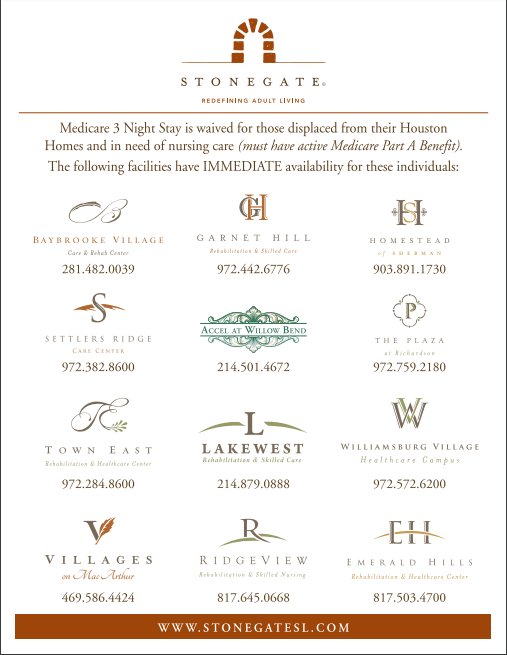 STONEGATE®
REDEFINING ADULT LIVING
Medicare 3 Night Stay is waived for those displaced from their Houston
Homes and in need of nursing care (must have active Medicare Part A Benefit).
The following facilities have IMMEDIATE availability for these individuals:
B
BAYBROOKE VILLAGE
Care & Rehab Center
281.482.0039
GH
GARNET HILL
Rehabilitation & Skilled Care
972.442.6776
HS
HOMESTEAD
of SHERMAN
903.891.1730
S
SETTLERS RIDGE
CARE CENTER
972.382.8600
ACCEL AT WILLOW BEND
214.501.4672
P
THE PLAZA
at Richardson
972.759.2180
TE
TOWN EAST
Rehabilitation & Healthcare Center
972.284.8600
L
LAKEWEST
Rehabilitation & Skilled Care
214.879.0888
W
WILLIAMSBURG VILLAGE
Healthcare Campus
972.572.6200
V
VILLAGES
on MacArthur
469.586.4424
R
RIDGEVIEW
Rehabilitation & Skilled Nursing
817.645.0668
EH
EMERALD HILLS
Rehabilitation & Healthcare Center
817.503.4700
WWW.STONEGATESL.COM